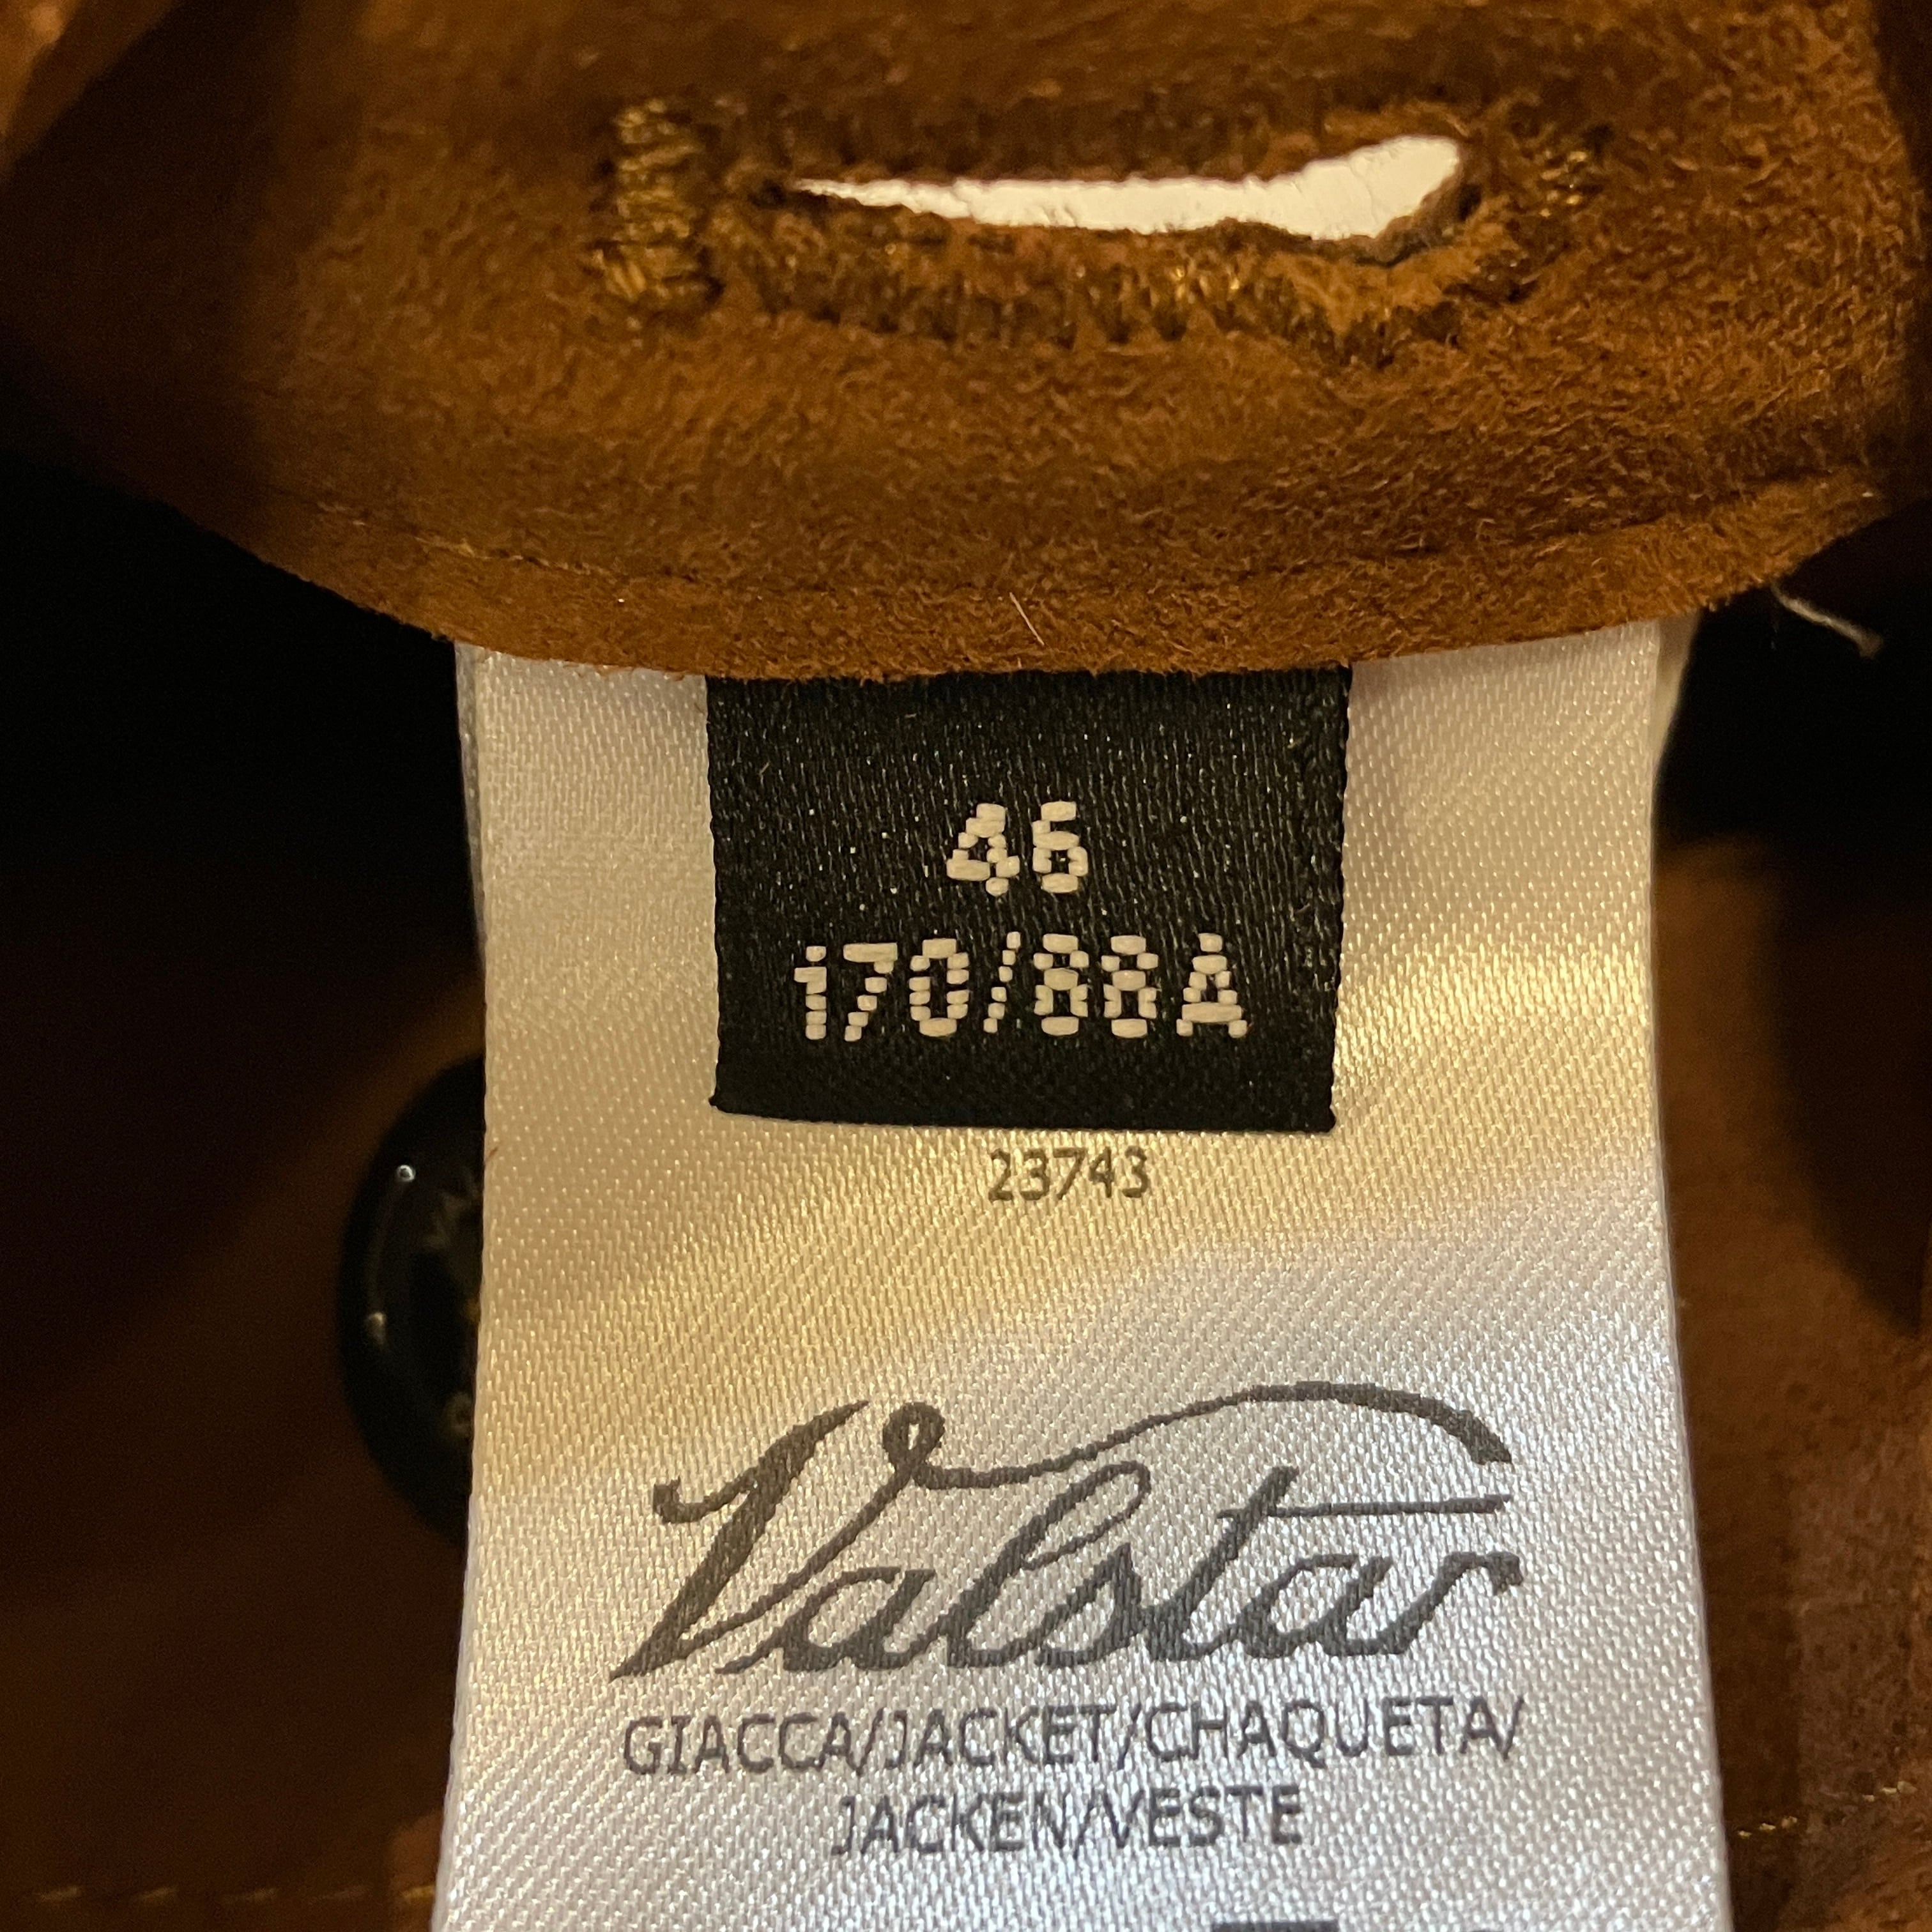 46
170/88A
23743
Valstar
GIACCA/JACKET/CHAQUETA/
JACKEN/VESTE